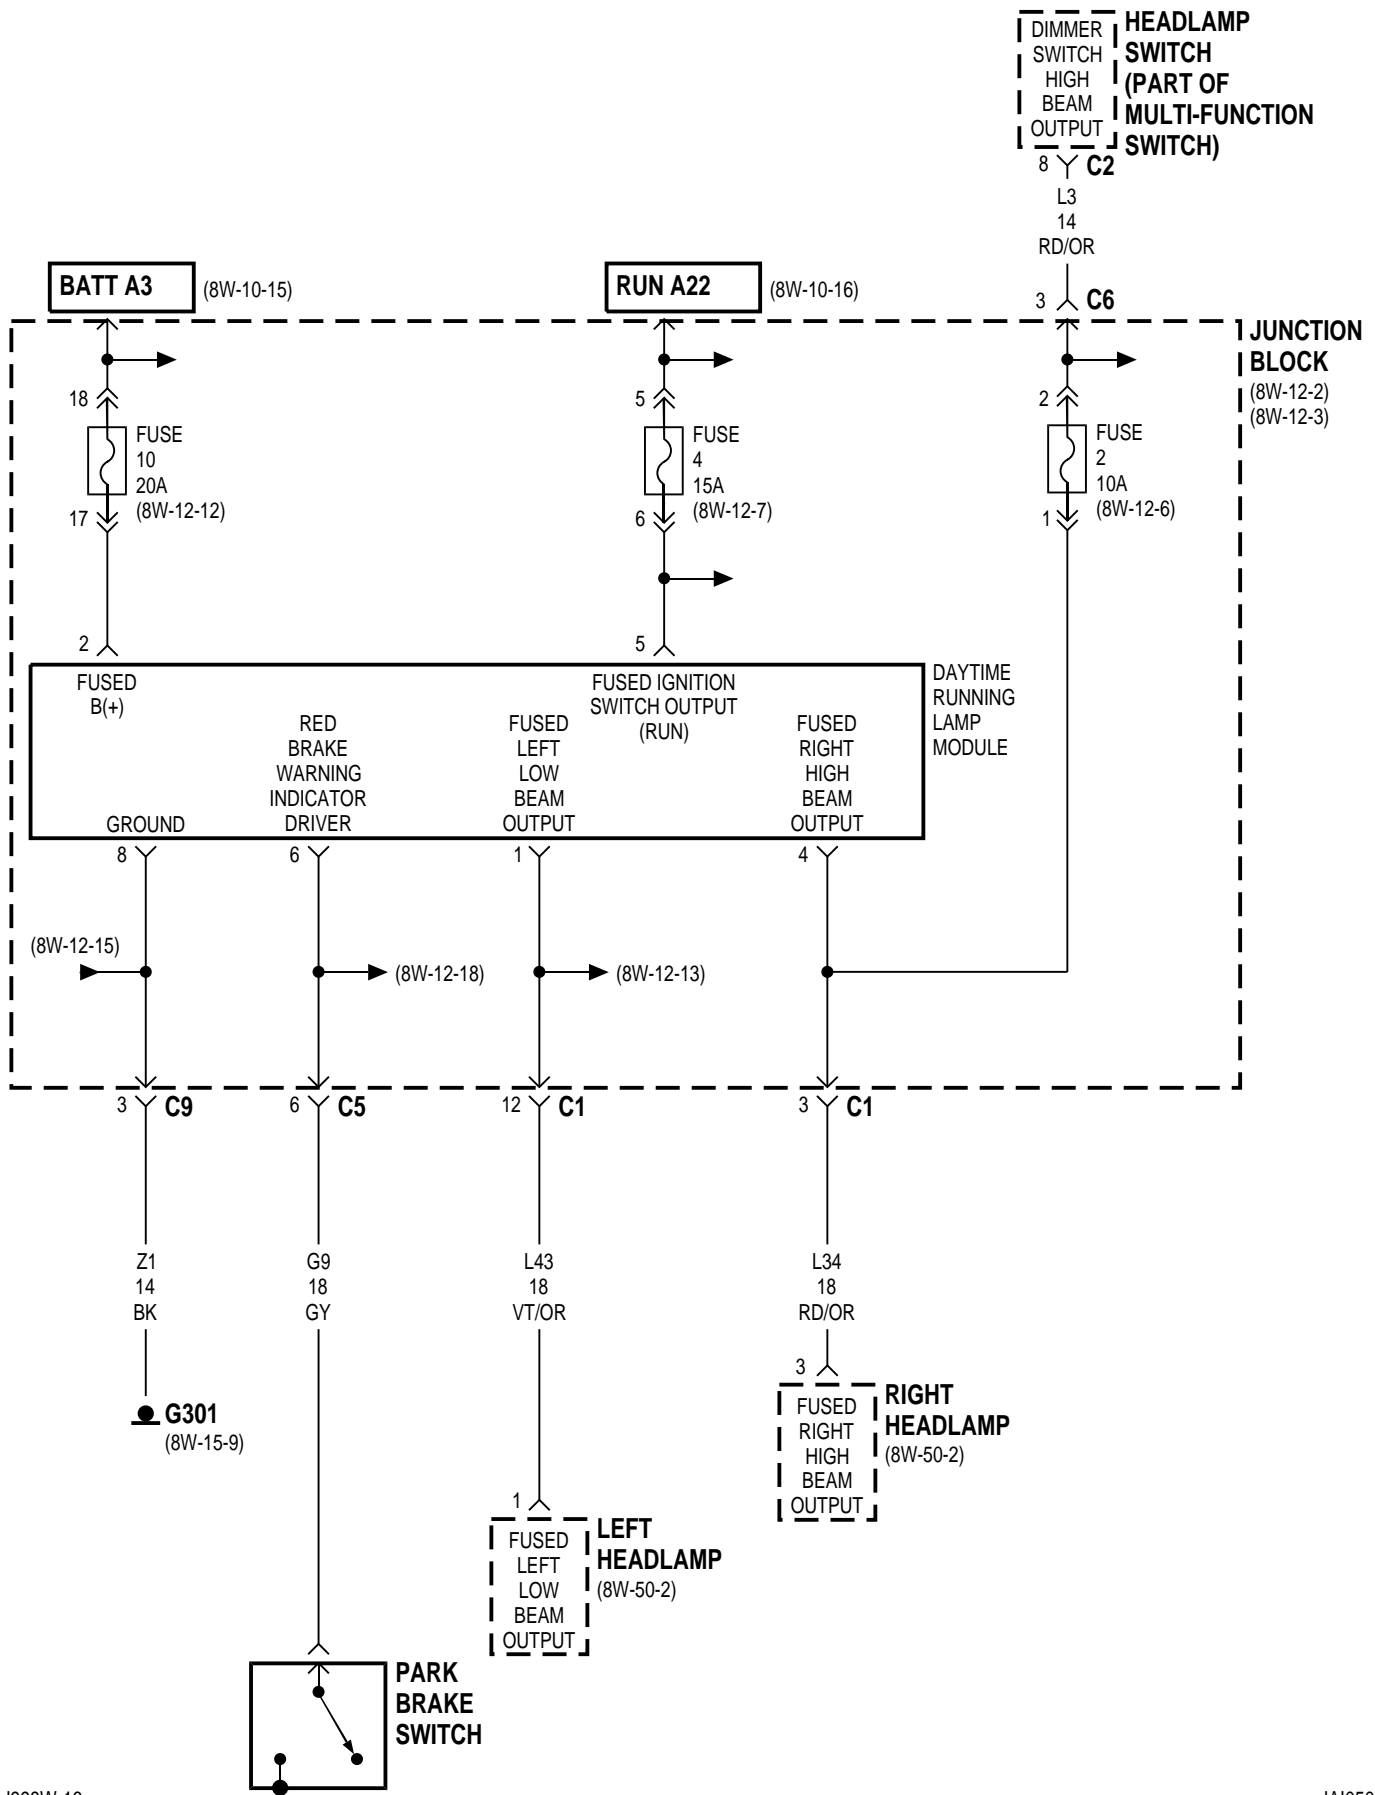 DIMMER
SWITCH
HIGH
BEAM
OUTPUT
HEADLAMP
SWITCH
(PART OF
MULTI-FUNCTION
SWITCH)
8 C2
L3
14
RD/OR
BATT A3 (8W-10-15)
RUN A22 (8W-10-16)
3 C6
JUNCTION
BLOCK
(8W-12-2)
(8W-12-3)
18
FUSE
10
20A
(8W-12-12)
17
5
FUSE
4
15A
(8W-12-7)
6
2
FUSE
2
10A
(8W-12-6)
1
2
5
FUSED
B(+)
FUSED IGNITION
SWITCH OUTPUT
(RUN)
DAYTIME
RUNNING
LAMP
MODULE
GROUND
RED
BRAKE
WARNING
INDICATOR
DRIVER
FUSED
LEFT
LOW
BEAM
OUTPUT
FUSED
RIGHT
HIGH
BEAM
OUTPUT
8
6
1
4
(8W-12-15)
(8W-12-18)
(8W-12-13)
3 C9
6 C5
12 C1
3 C1
Z1
14
BK
G9
18
GY
L43
18
VT/OR
L34
18
RD/OR
G301
(8W-15-9)
3
FUSED
RIGHT
HIGH
BEAM
OUTPUT
RIGHT
HEADLAMP
(8W-50-2)
1
FUSED
LEFT
LOW
BEAM
OUTPUT
LEFT
HEADLAMP
(8W-50-2)
PARK
BRAKE
SWITCH